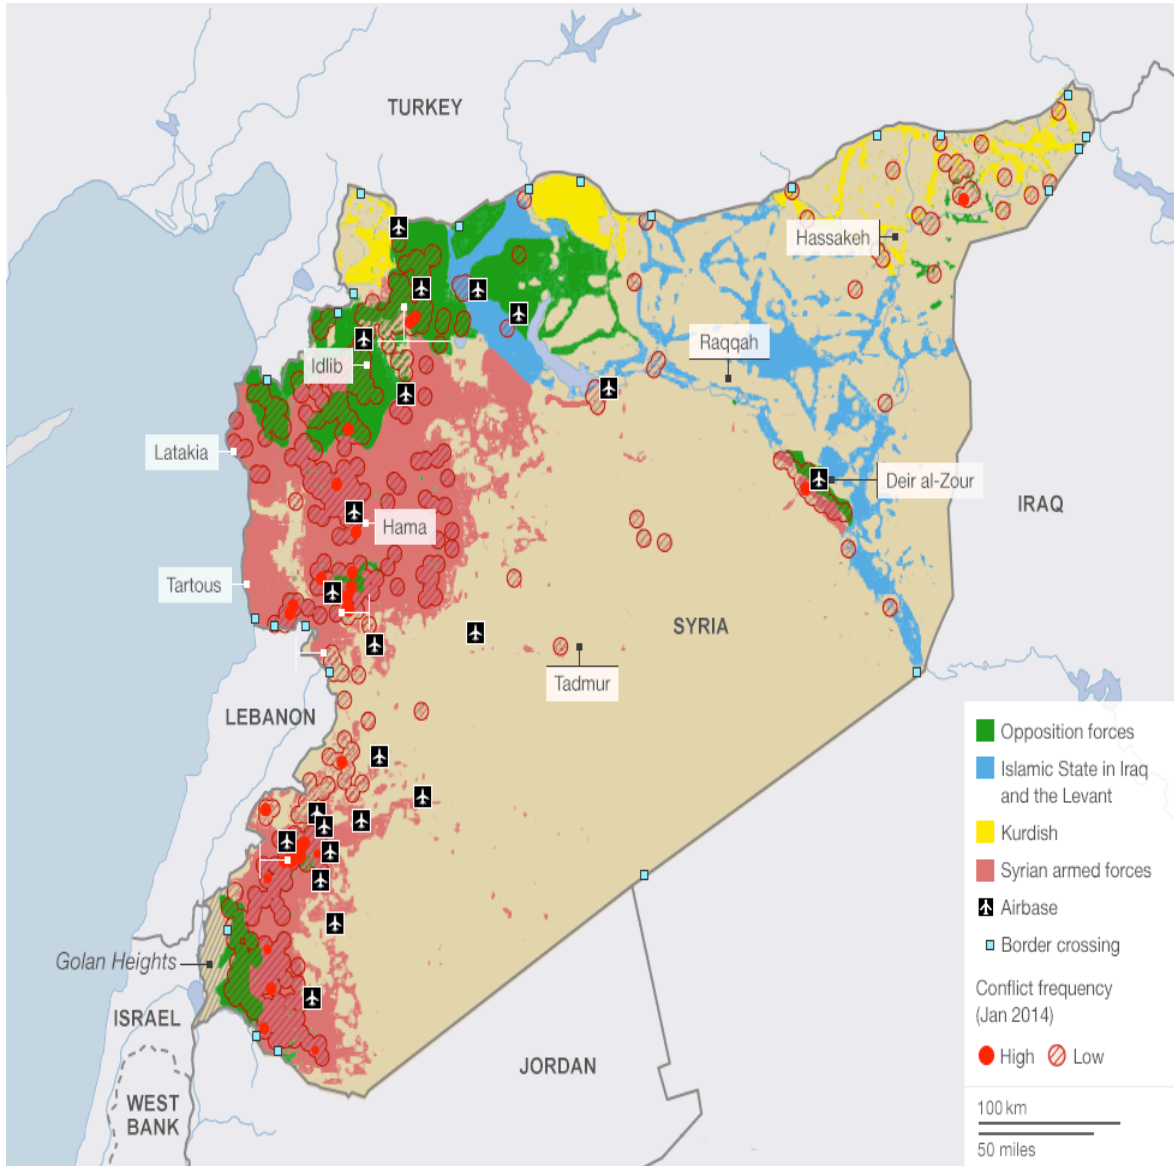 TURKEY
Hassakeh
Raqqah
Idlib
Latakia
Deir al-Zour
IRAQ
Hama
Tartous
SYRIA
Tadmur
LEBANON
Golan Heights
ISRAEL
JORDAN
WEST
BANK
Opposition forces
Islamic State in Iraq
and the Levant
Kurdish
Syrian armed forces
Airbase
Border crossing
Conflict frequency
(Jan 2014)
High
Low
100 km
50 miles